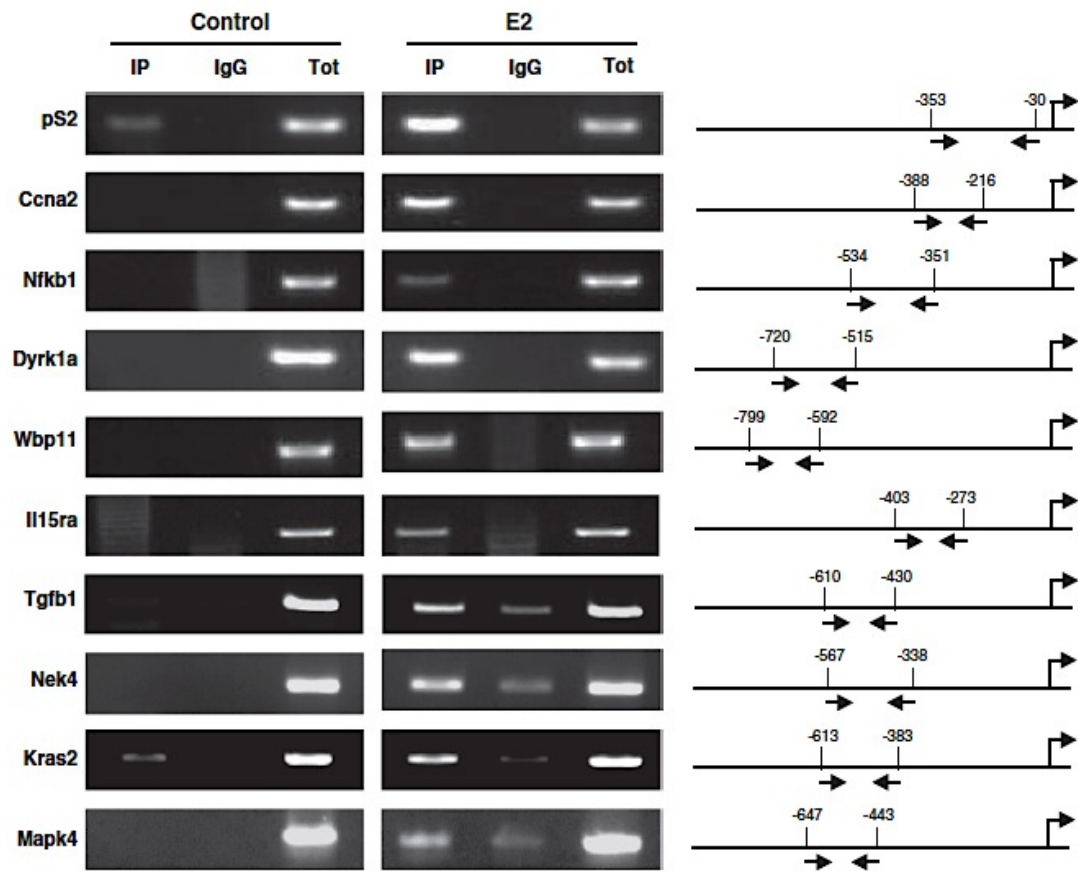 Control E2
IP IgG Tot IP IgG Tot
pS2 -353 -30
Ccna2 -388 -216
Nfkb1 -534 -351
Dyrk1a -720 -515
Wbp11 -799 -592
Il15ra -403 -273
Tgfb1 -610 -430
Nek4 -567 -338
Kras2 -613 -383
Mapk4 -647 -443